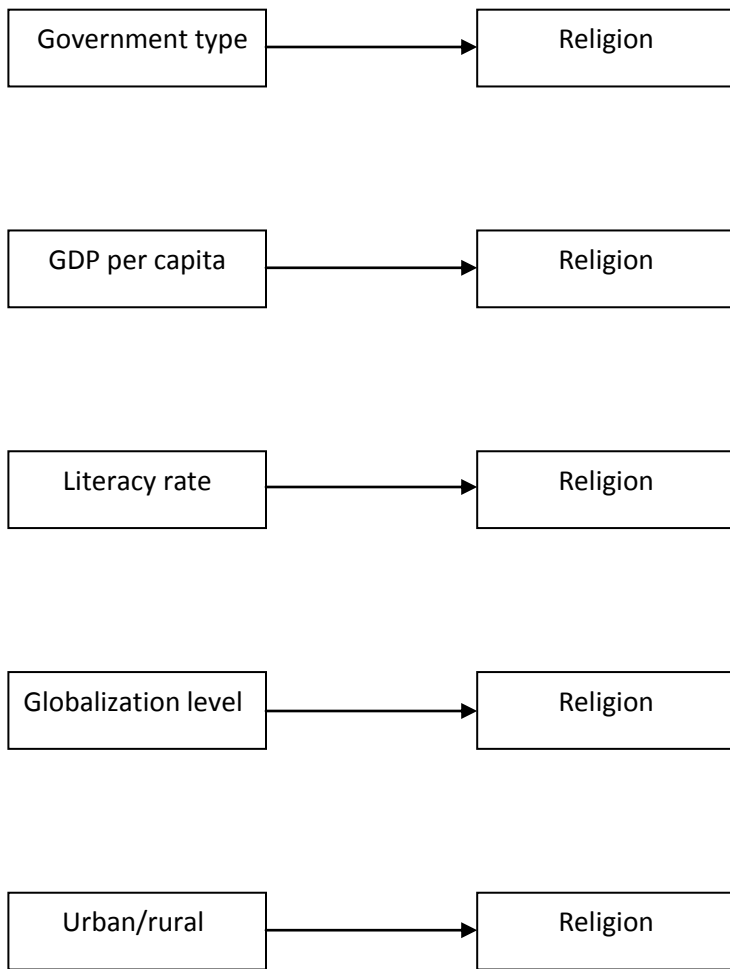 Government type
Religion
GDP per capita
Religion
Literacy rate
Religion
Globalization level
Religion
Urban/rural
Religion